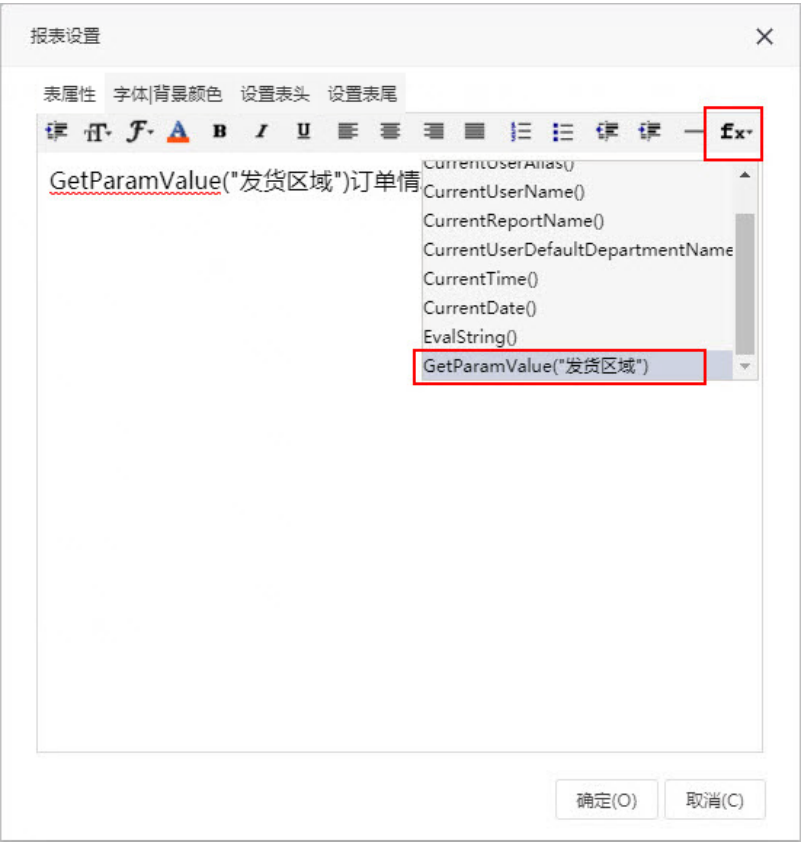 报表设置
表属性 字体|背景颜色 设置表头 设置表尾
B I U fx
GetParamValue("发货区域")订单情
CurrentUserAlias()
CurrentUserName()
CurrentReportName()
CurrentUserDefaultDepartmentName
CurrentTime()
CurrentDate()
EvalString()
GetParamValue("发货区域")
确定(O) 取消(C)